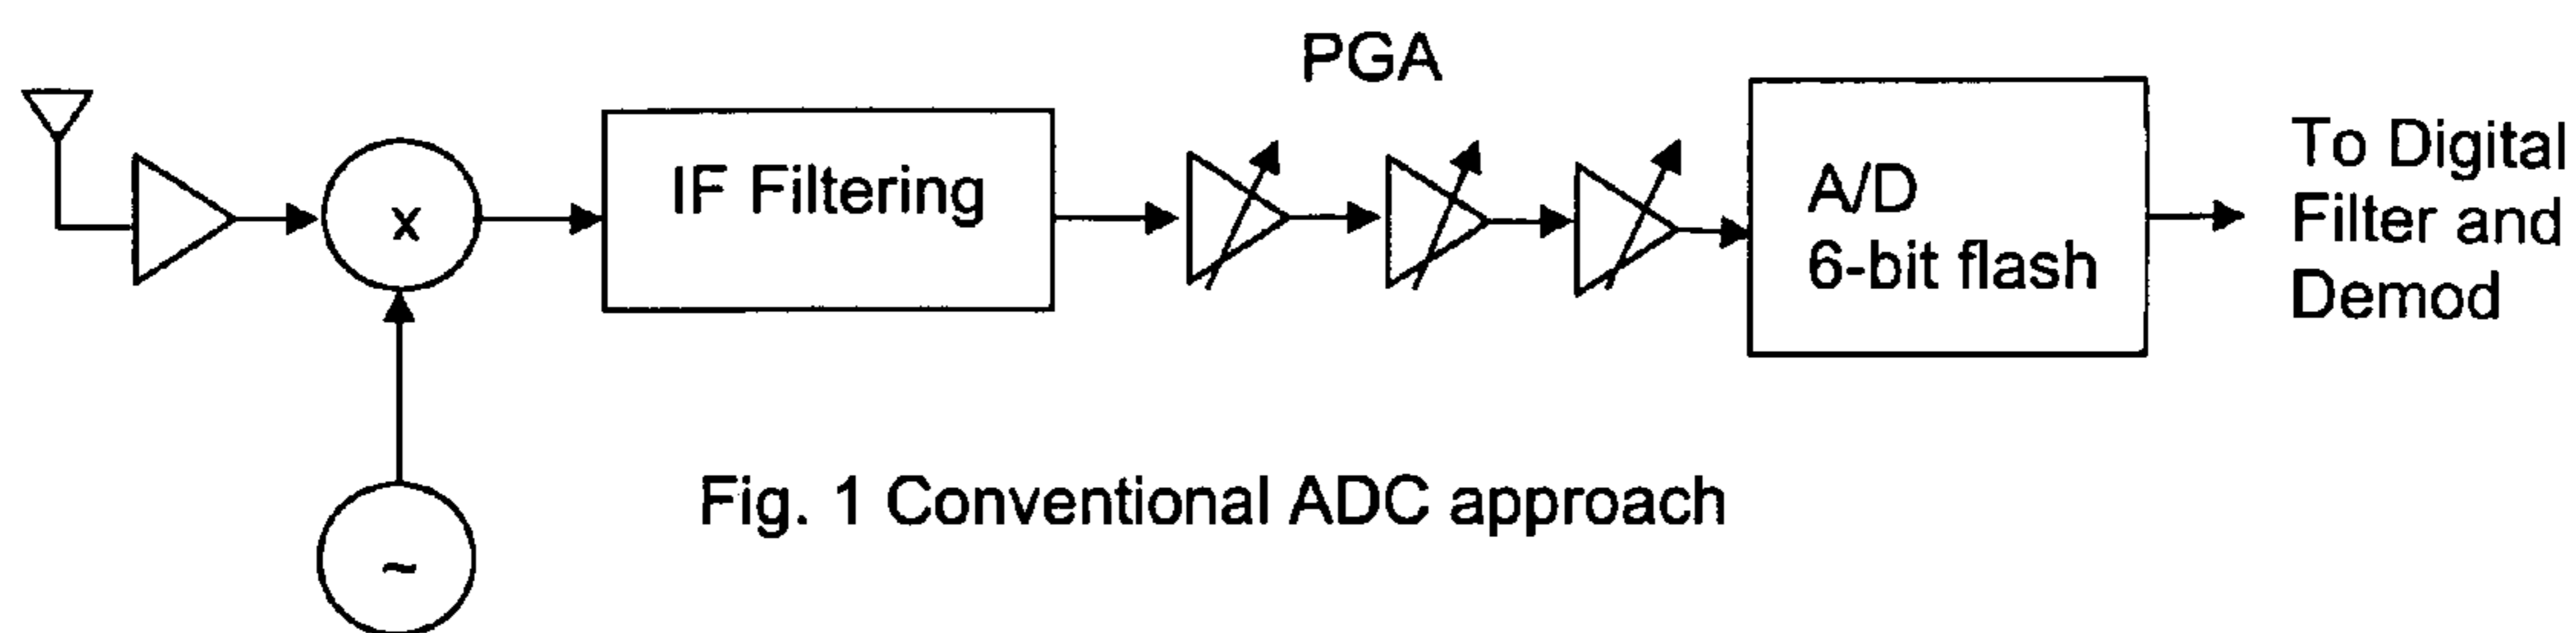 PGA
x
IF Filtering
A/D
6-bit flash
To Digital
Filter and
Demod
~
Fig. 1 Conventional ADC approach